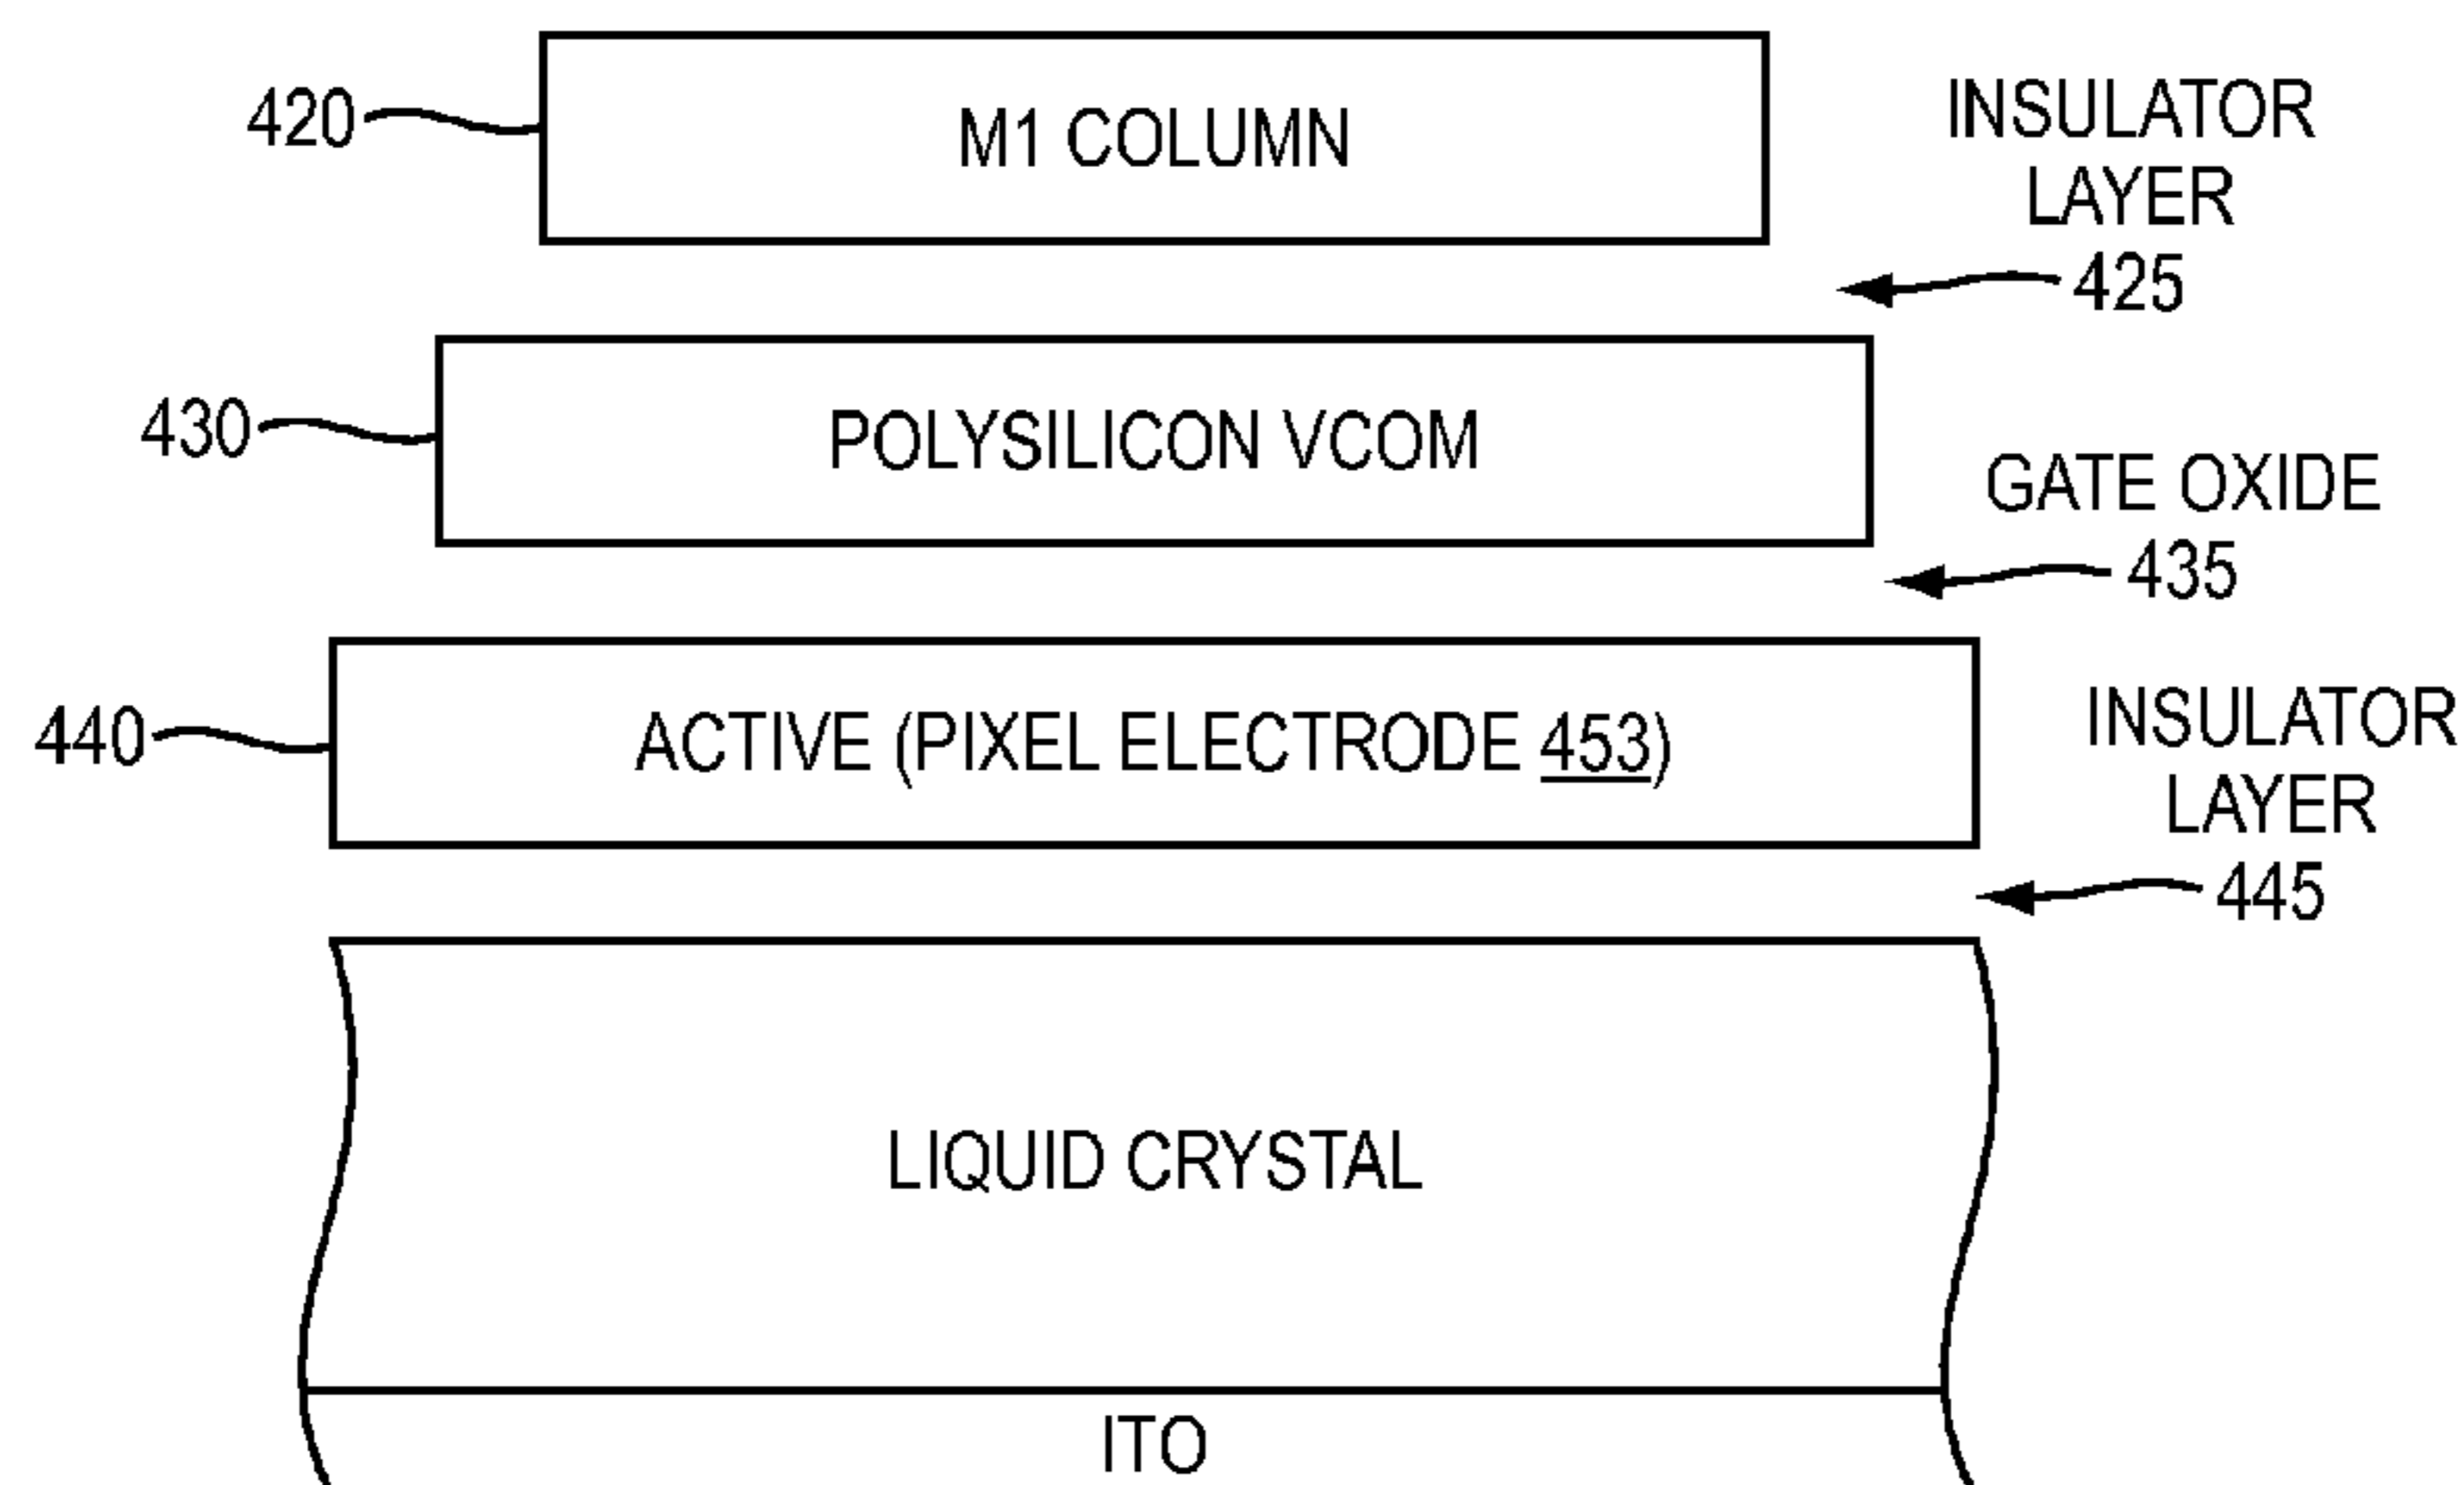 420
M1 COLUMN
INSULATOR
LAYER
425
430
POLYSILICON VCOM
GATE OXIDE
435
440
ACTIVE (PIXEL ELECTRODE 453)
INSULATOR
LAYER
445
LIQUID CRYSTAL
ITO